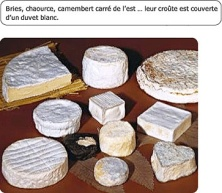 Bries, chaource, camembert carré de l'est ... leur croûte est couverte
d'un duvet blanc.